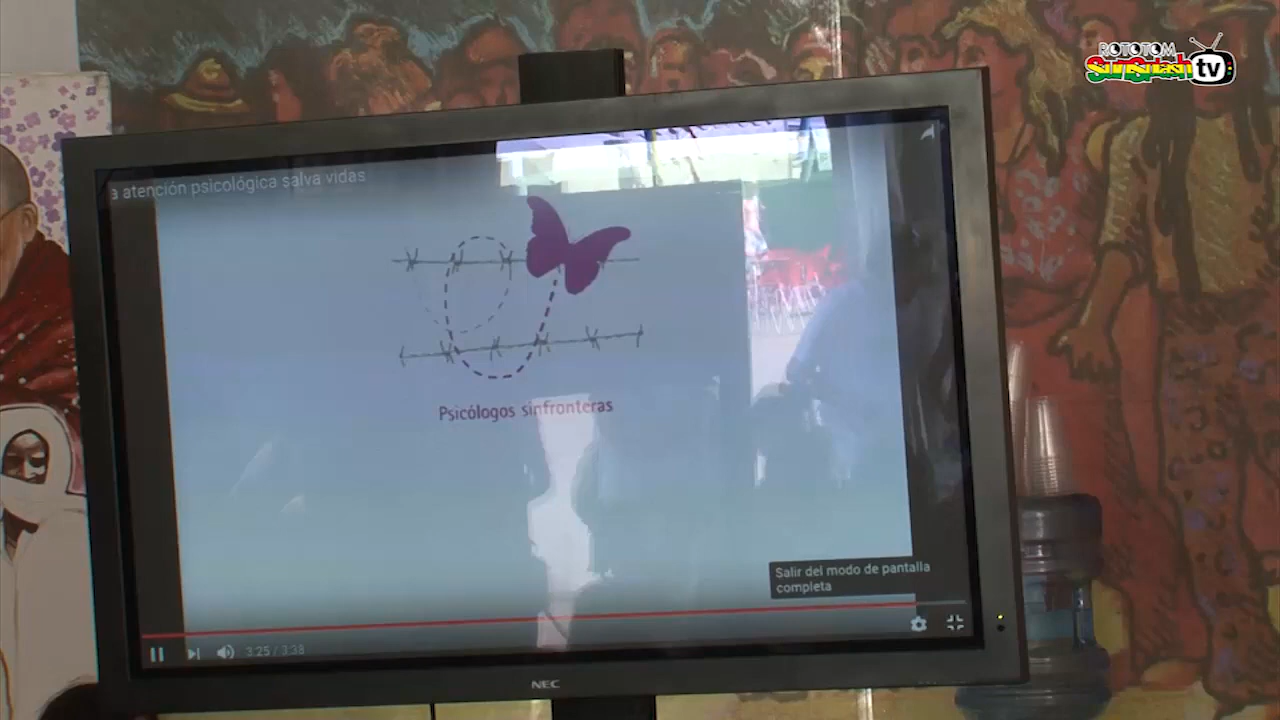 ROTOTOM
SunSplash tv
a atención psicológica salva vidas
Psicólogos sinfronteras
Salir del modo de pantalla
completa
3:25 / 3:38
NEC